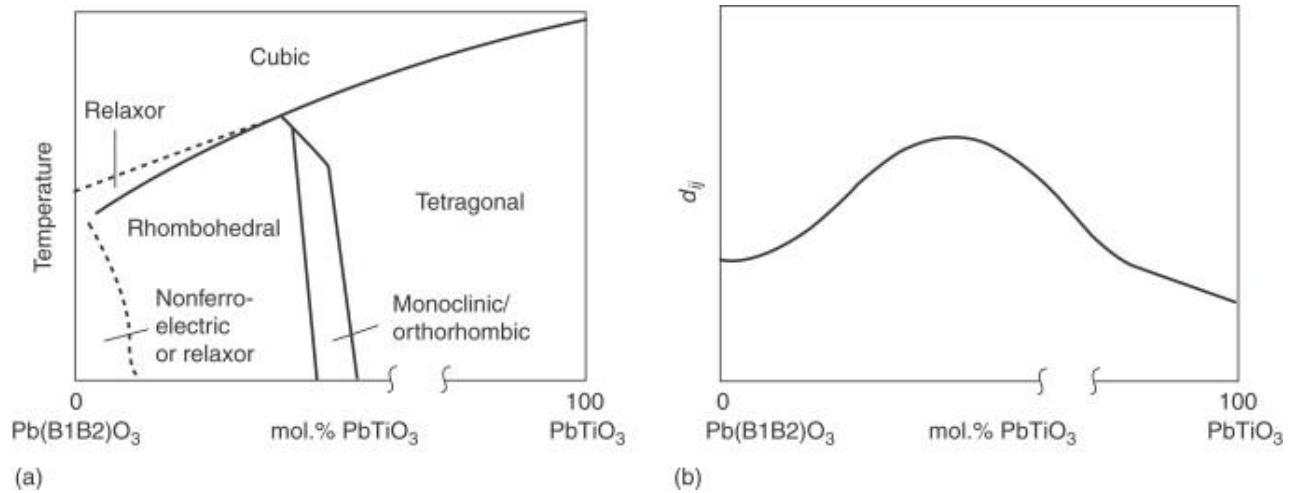 Cubic
Relaxor
Temperature
Rhombohedral
Tetragonal
Nonferro-
electric
or relaxor
Monoclinic/
orthorhombic
0
100
Pb(B1B2)O₃
mol.% PbTiO₃
PbTiO₃
(a)
dᵢⱼ
0
100
Pb(B1B2)O₃
mol.% PbTiO₃
PbTiO₃
(b)